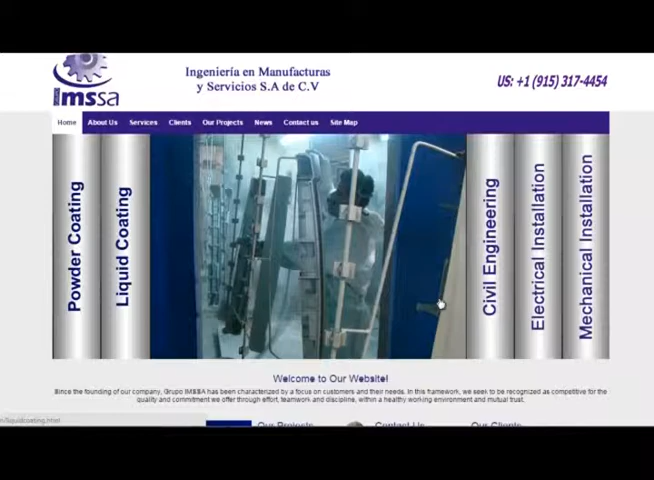 imssa
Ingeniería en Manufacturas
y Servicios S.A de C.V
US: +1 (915) 317-4454
Home About Us Services Clients Our Projects News Contact us Site Map
Powder Coating
Liquid Coating
Civil Engineering
Electrical Installation
Mechanical Installation
Welcome to Our Website!
Since the founding of our company, Grupo IMSSA has been characterized by a focus on customers and their needs. In this framework, we seek to be recognized as competitive for the
quality and commitment we offer through effort, teamwork and discipline, within a healthy working environment and mutual trust.
Our Projects Contact Us Our Clients
/liquidcoating.html